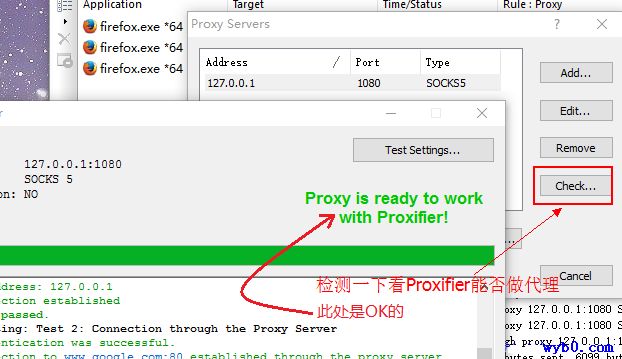 Application Target Time/Status Rule : Proxy
firefox.exe *64
firefox.exe *64
firefox.exe *64
Proxy Servers
?
Address / Port Type
127.0.0.1 1080 SOCKS5
Add...
Edit...
Remove
Check...
Cancel
Test Settings...
127.0.0.1:1080
SOCKS 5
on: NO
Proxy is ready to work
with Proxifier!
检测一下看Proxifier能否做代理
此处是OK的
ddress: 127.0.0.1
ction established
passed.
ing: Test 2: Connection through the Proxy Server
ntication was successful.
ction to www.google.com:80 established through the proxy server.
roxy 127.0.0.1:1080 S
roxy 127.0.0.1:1080 S
gh proxy 127.0.0.1:10
bytes sent, 6099 byt
wyb0.com